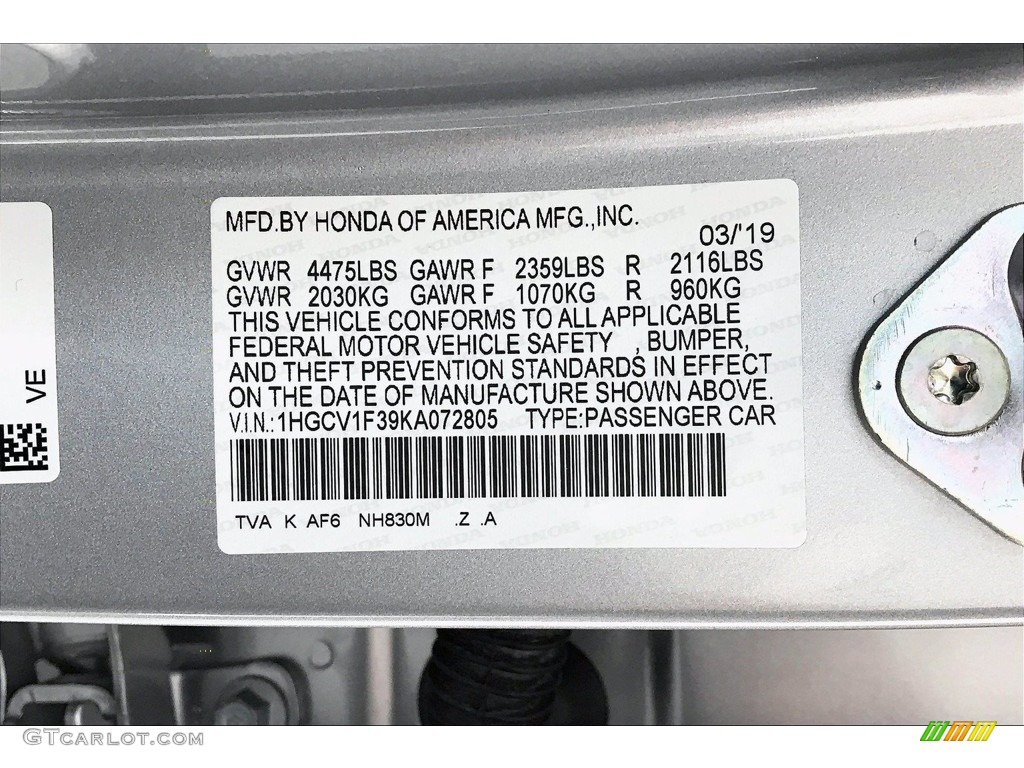 MFD.BY HONDA OF AMERICA MFG.,INC.
03/'19
GVWR 4475LBS GAWR F 2359LBS R 2116LBS
GVWR 2030KG GAWR F 1070KG R 960KG
THIS VEHICLE CONFORMS TO ALL APPLICABLE
FEDERAL MOTOR VEHICLE SAFETY , BUMPER,
AND THEFT PREVENTION STANDARDS IN EFFECT
ON THE DATE OF MANUFACTURE SHOWN ABOVE.
V.I.N.:1HGCV1F39KA072805 TYPE:PASSENGER CAR
TVA K AF6 NH830M .Z .A
VE
GTCARLOT.COM